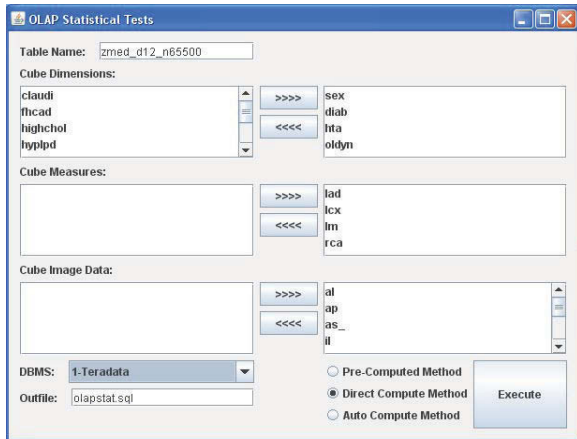 OLAP Statistical Tests
Table Name: zmed_d12_n65500
Cube Dimensions:
claudi
fhcad
highchol
hyplpd
>>>>
<<<<
sex
diab
hta
oldyn
Cube Measures:
>>>>
<<<<
lad
lcx
lm
rca
Cube Image Data:
>>>>
<<<<
al
ap
as_
il
DBMS: 1-Teradata
Outfile: olapstat.sql
Pre-Computed Method
Direct Compute Method
Auto Compute Method
Execute